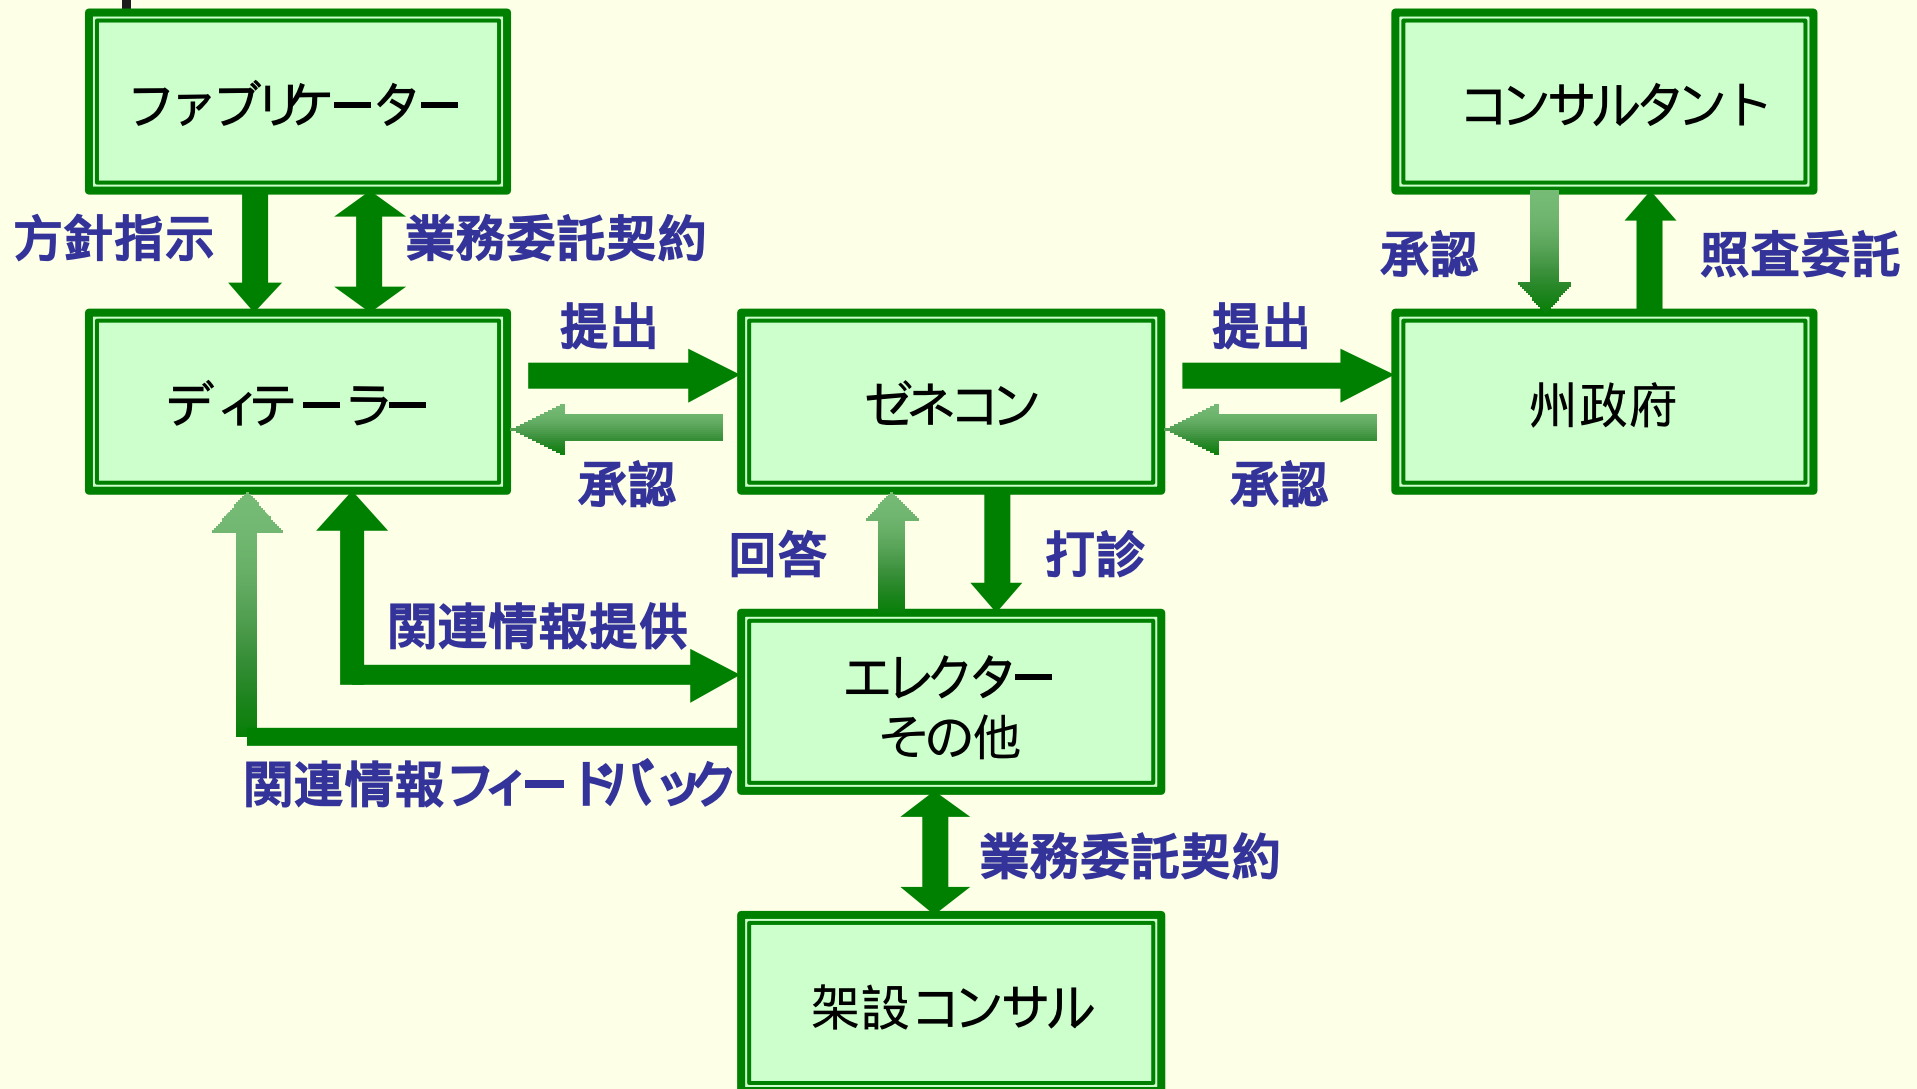 ファブリケーター
コンサルタント
方針指示
業務委託契約
承認
照査委託
提出
提出
ディテーラー
ゼネコン
州政府
承認
承認
回答
打診
関連情報提供
エレクター
その他
関連情報フィードバック
業務委託契約
架設コンサル